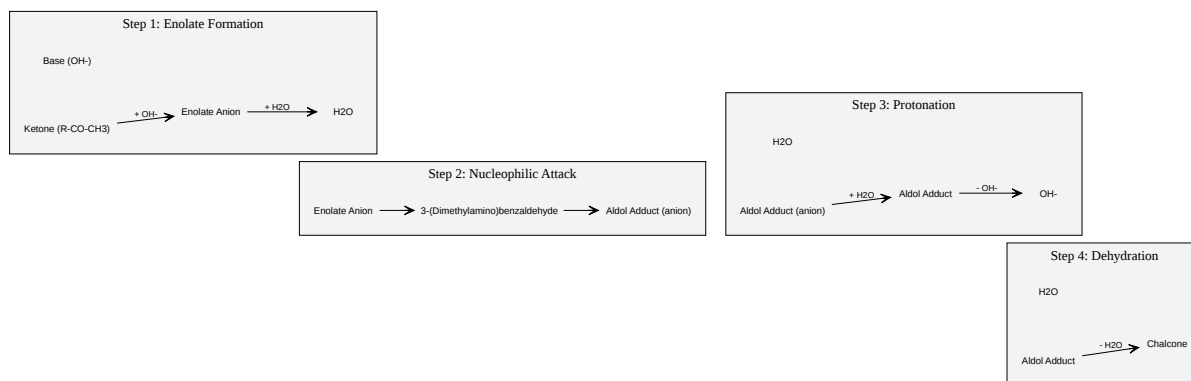 Step 1: Enolate Formation
Base (OH-)
Ketone (R-CO-CH3)
+ OH-
Enolate Anion
+ H2O
H2O
Step 2: Nucleophilic Attack
Enolate Anion
3-(Dimethylamino)benzaldehyde
Aldol Adduct (anion)
Step 3: Protonation
H2O
Aldol Adduct (anion)
+ H2O
Aldol Adduct
- OH-
OH-
Step 4: Dehydration
H2O
Aldol Adduct
- H2O
Chalcone